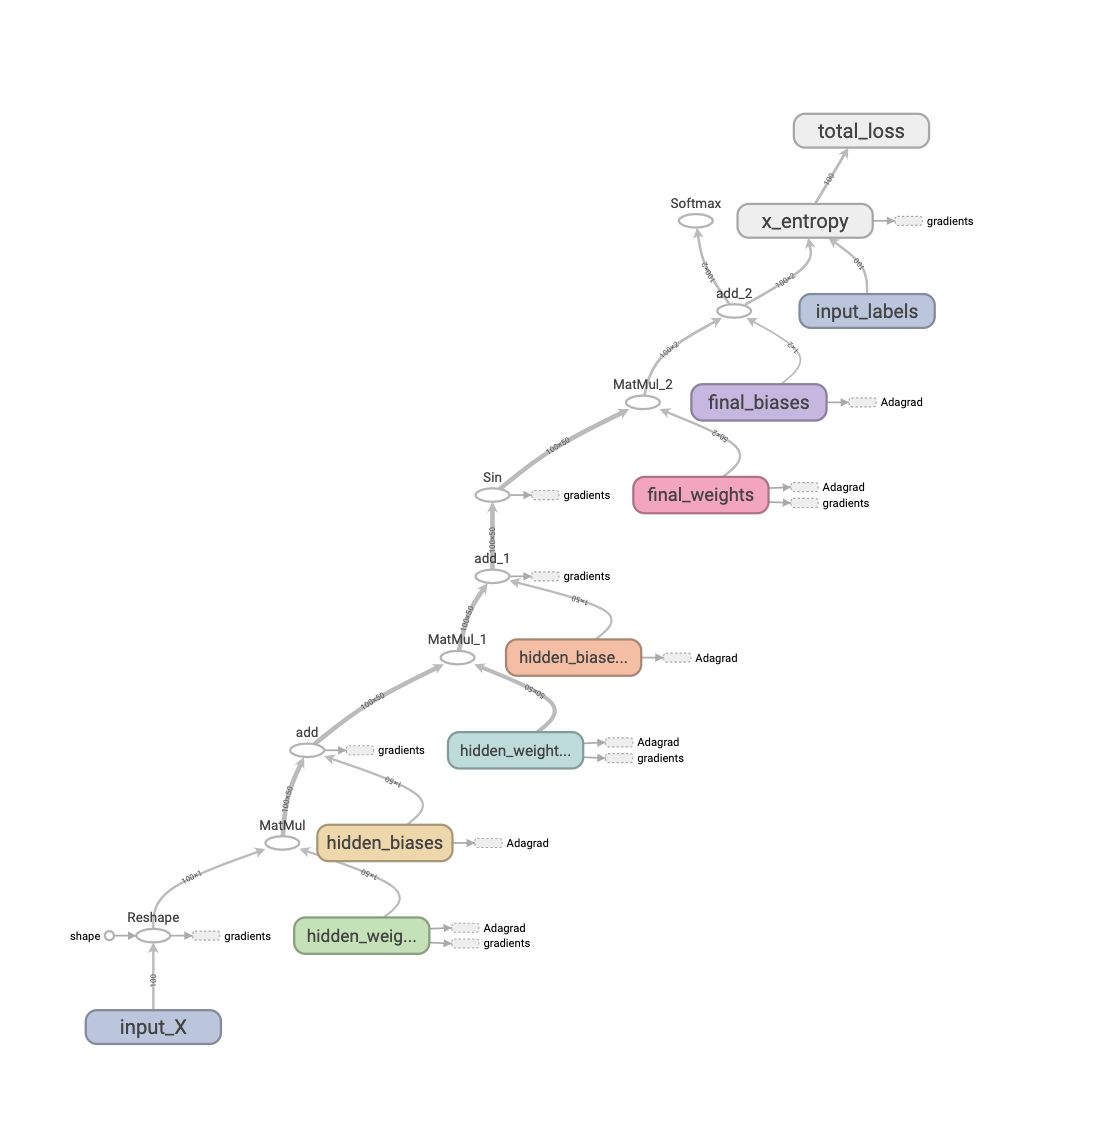 total_loss
100
Softmax
x_entropy
gradients
100×2
100×2
100
add_2
input_labels
100×2
1×2
MatMul_2
final_biases
Adagrad
100×50
50×2
Sin
gradients
final_weights
Adagrad
gradients
100×50
add_1
gradients
100×50
1×50
MatMul_1
hidden_biase...
Adagrad
100×50
50×50
add
gradients
hidden_weight...
Adagrad
gradients
100×50
1×50
MatMul
hidden_biases
Adagrad
100×1
1×50
Reshape
shape
gradients
hidden_weig...
Adagrad
gradients
100
input_X